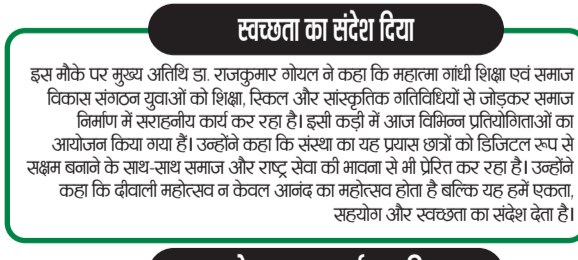 स्वच्छता का संदेश दिया
इस मौके पर मुख्य अतिथि डा. राजकुमार गोयल ने कहा कि महात्मा गांधी शिक्षा एवं समाज
विकास संगठन युवाओं को शिक्षा, स्किल और सांस्कृतिक गतिविधियों से जोड़कर समाज
निर्माण में सराहनीय कार्य कर रहा है। इसी कड़ी में आज विभिन्न प्रतियोगिताओं का
आयोजन किया गया हैं। उन्होंने कहा कि संस्था का यह प्रयास छात्रों को डिजिटल रूप से
सक्षम बनाने के साथ-साथ समाज और राष्ट्र सेवा की भावना से भी प्रेरित कर रहा है। उन्होंने
कहा कि दीवाली महोत्सव न केवल आनंद का महोत्सव होता है बल्कि यह हमें एकता,
सहयोग और स्वच्छता का संदेश देता है।